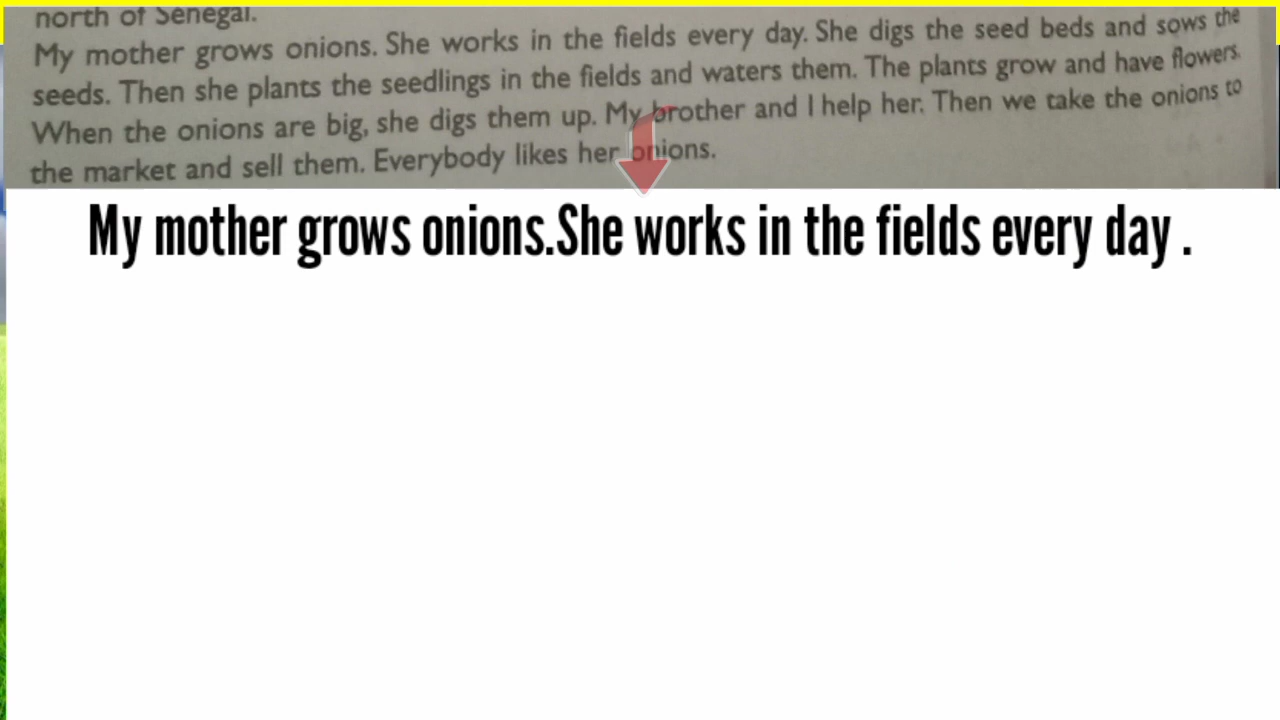 north of Senegal.
My mother grows onions. She works in the fields every day. She digs the seed beds and sows the
seeds. Then she plants the seedlings in the fields and waters them. The plants grow and have flowers.
When the onions are big, she digs them up. My brother and I help her. Then we take the onions to
the market and sell them. Everybody likes her onions.
My mother grows onions.She works in the fields every day .